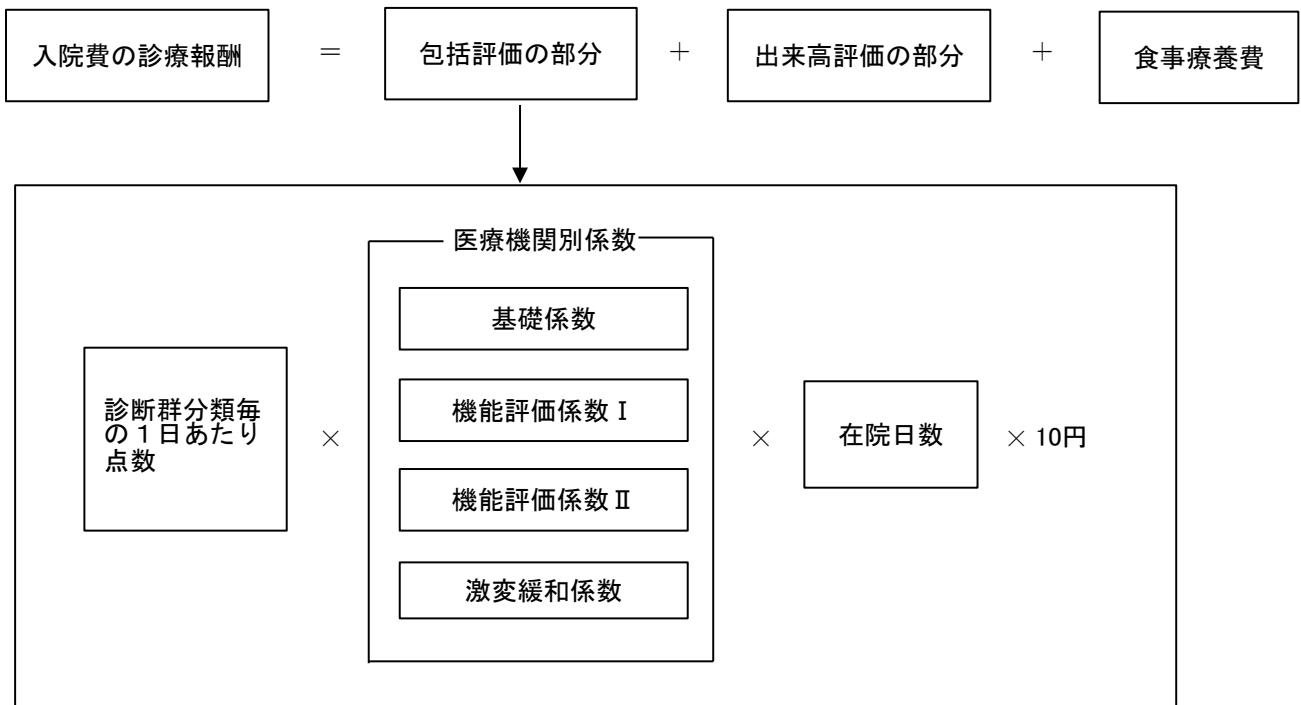 入院費の診療報酬 ＝ 包括評価の部分 ＋ 出来高評価の部分 ＋ 食事療養費
医療機関別係数
基礎係数
機能評価係数Ⅰ
機能評価係数Ⅱ
激変緩和係数
診断群分類毎
の１日あたり
点数
×
×
在院日数
× 10円